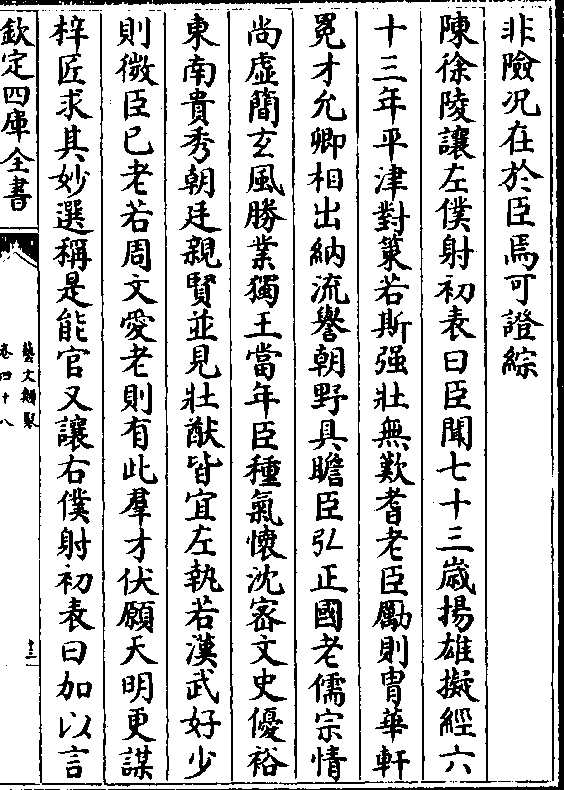 非險况在於臣焉可證綜
陳徐陵讓左僕射初表曰臣聞七十三歳揚雄擬經六
十三年平津對策若斯强壯無歎耆老臣勵則胄華軒
冕才允卿相出納流譽朝野具瞻臣弘正國老儒宗情
尚虛簡玄風勝業獨王當年臣種氣懷沈密文史優裕
東南貴秀朝廷親賢並見壯猷皆宜左執若漢武好少
則微臣已老若周文愛老則有此羣才伏願天明更謀
梓匠求其妙選稱是能官又讓右僕射初表曰加以言
欽定四庫全書
藝文類聚
卷四十八
十三